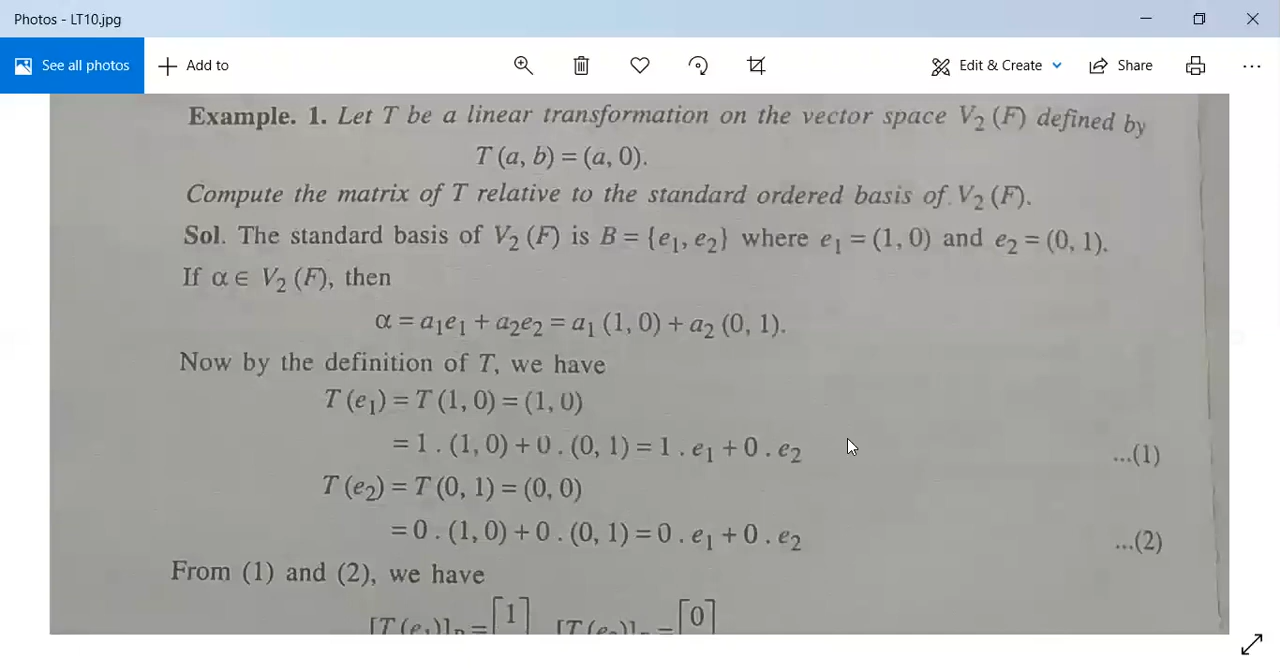 Photos - LT10.jpg
See all photos
Add to
Edit & Create
Share
Example. 1. Let T be a linear transformation on the vector space V₂ (F) defined by
T (a, b) = (a, 0).
Compute the matrix of T relative to the standard ordered basis of V₂ (F).
Sol. The standard basis of V₂ (F) is B = {e₁, e₂} where e₁ = (1, 0) and e₂ = (0, 1).
If α ∈ V₂ (F), then
α = a₁e₁ + a₂e₂ = a₁ (1, 0) + a₂ (0, 1).
Now by the definition of T, we have
T (e₁) = T (1, 0) = (1, 0)
= 1 . (1, 0) + 0 . (0, 1) = 1 . e₁ + 0 . e₂ ...(1)
T (e₂) = T (0, 1) = (0, 0)
= 0 . (1, 0) + 0 . (0, 1) = 0 . e₁ + 0 . e₂ ...(2)
From (1) and (2), we have